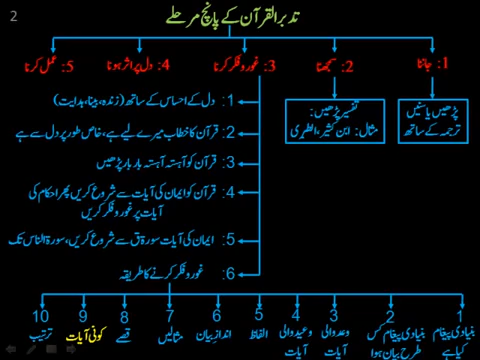 2
تدبر القرآن کے پانچ مرحلے
1: جاننا
2: سمجھنا
3: غور و فکر کرنا
4: دل پر اثر ہونا
5: عمل کرنا
پڑھیں یا سنیں
ترجمہ کے ساتھ
تفسیر پڑھیں:
مثال: ابن کثیر، الطبری
1: دل کے احساس کے ساتھ (زندہ، بینا، ہدایت)
2: قرآن کا خطاب میرے لیے ہے، خاص طور پر دل سے ہے
3: قرآن کو آہستہ آہستہ بار بار پڑھیں
4: قرآن کو ایمان کی آیات سے شروع کریں پھر احکام کی
آیات پر غور و فکر کریں
5: ایمان کی آیات سورۃ ق سے شروع کریں، سورۃ الناس تک
6: غور و فکر کرنے کا طریقہ
1
بنیادی پیغام
کیا ہے
2
بنیادی پیغام کس
طرح بیان ہوا
3
وعدہ والی
آیات
4
وعید والی
آیات
5
الفاظ
6
انداز بیان
7
مثالیں
8
قصے
9
کونی آیات
10
ترتیب